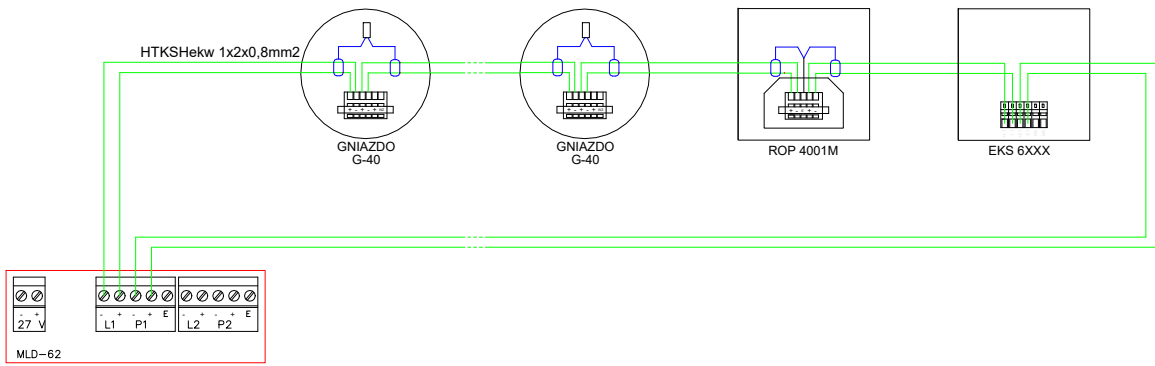 HTKSHekw 1x2x0,8mm2
GNIAZDO
G-40
GNIAZDO
G-40
ROP 4001M
EKS 6XXX
- + - + E - + - + E
- +
27 V
L1 P1
L2 P2
MLD-62